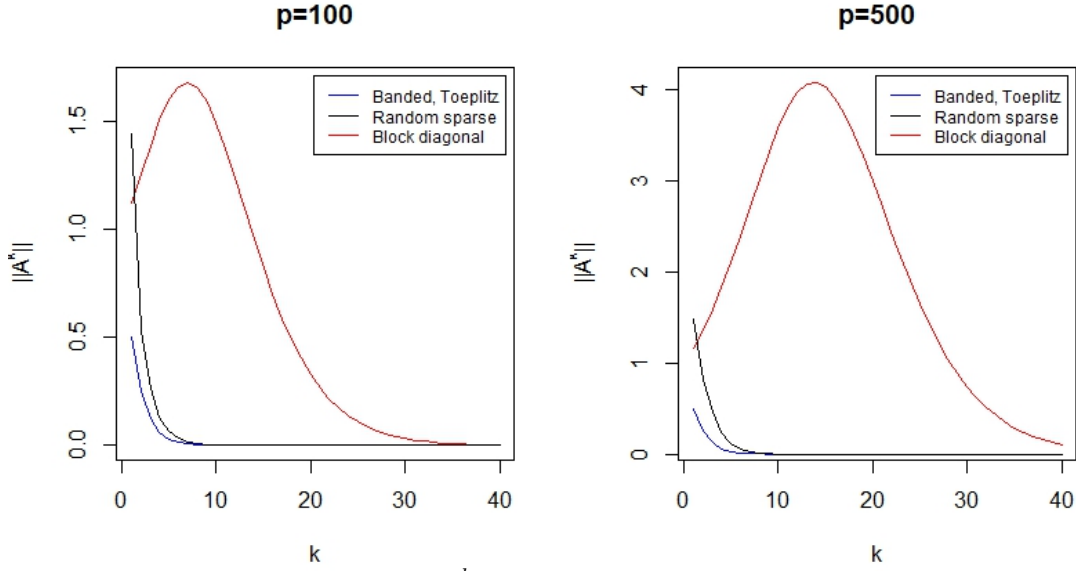 p=100
||A^k||
0.0
0.5
1.0
1.5
Banded, Toeplitz
Random sparse
Block diagonal
0
10
20
30
40
k
p=500
||A^k||
0
1
2
3
4
Banded, Toeplitz
Random sparse
Block diagonal
0
10
20
30
40
k